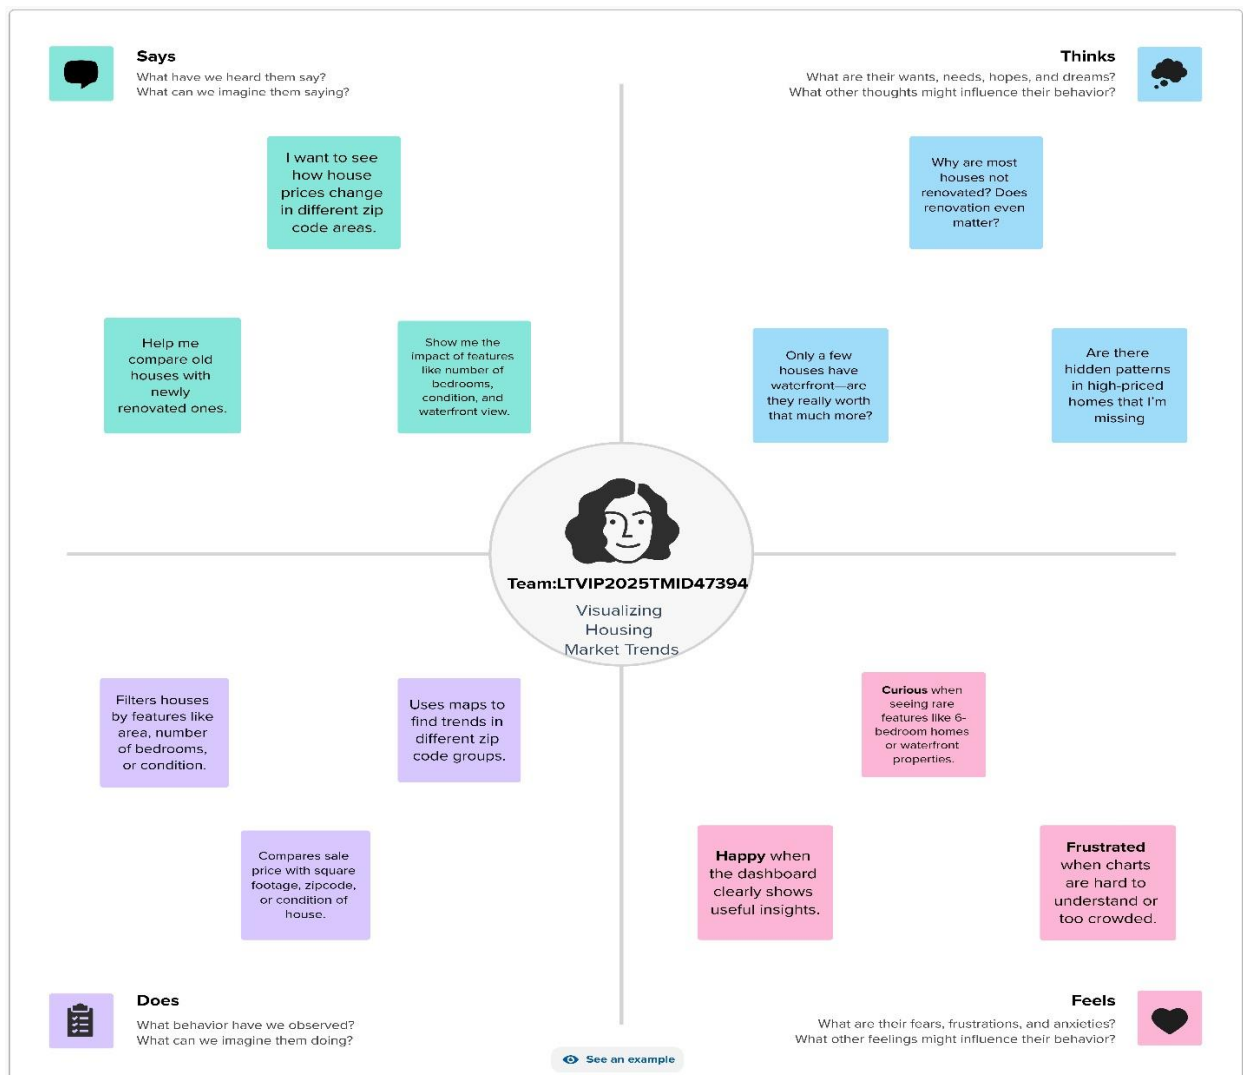 Says
What have we heard them say?
What can we imagine them saying?
Thinks
What are their wants, needs, hopes, and dreams?
What other thoughts might influence their behavior?
I want to see
how house
prices change
in different zip
code areas.
Help me
compare old
houses with
newly
renovated ones.
Show me the
impact of features
like number of
bedrooms,
condition, and
waterfront view.
Why are most
houses not
renovated? Does
renovation even
matter?
Only a few
houses have
waterfront—are
they really worth
that much more?
Are there
hidden patterns
in high-priced
homes that I'm
missing
Team:LTVIP2025TMID47394
Visualizing
Housing
Market Trends
Filters houses
by features like
area, number
of bedrooms,
or condition.
Uses maps to
find trends in
different zip
code groups.
Compares sale
price with square
footage, zipcode,
or condition of
house.
Curious when
seeing rare
features like 6-
bedroom homes
or waterfront
properties.
Happy when
the dashboard
clearly shows
useful insights.
Frustrated
when charts
are hard to
understand or
too crowded.
Does
What behavior have we observed?
What can we imagine them doing?
Feels
What are their fears, frustrations, and anxieties?
What other feelings might influence their behavior?
See an example